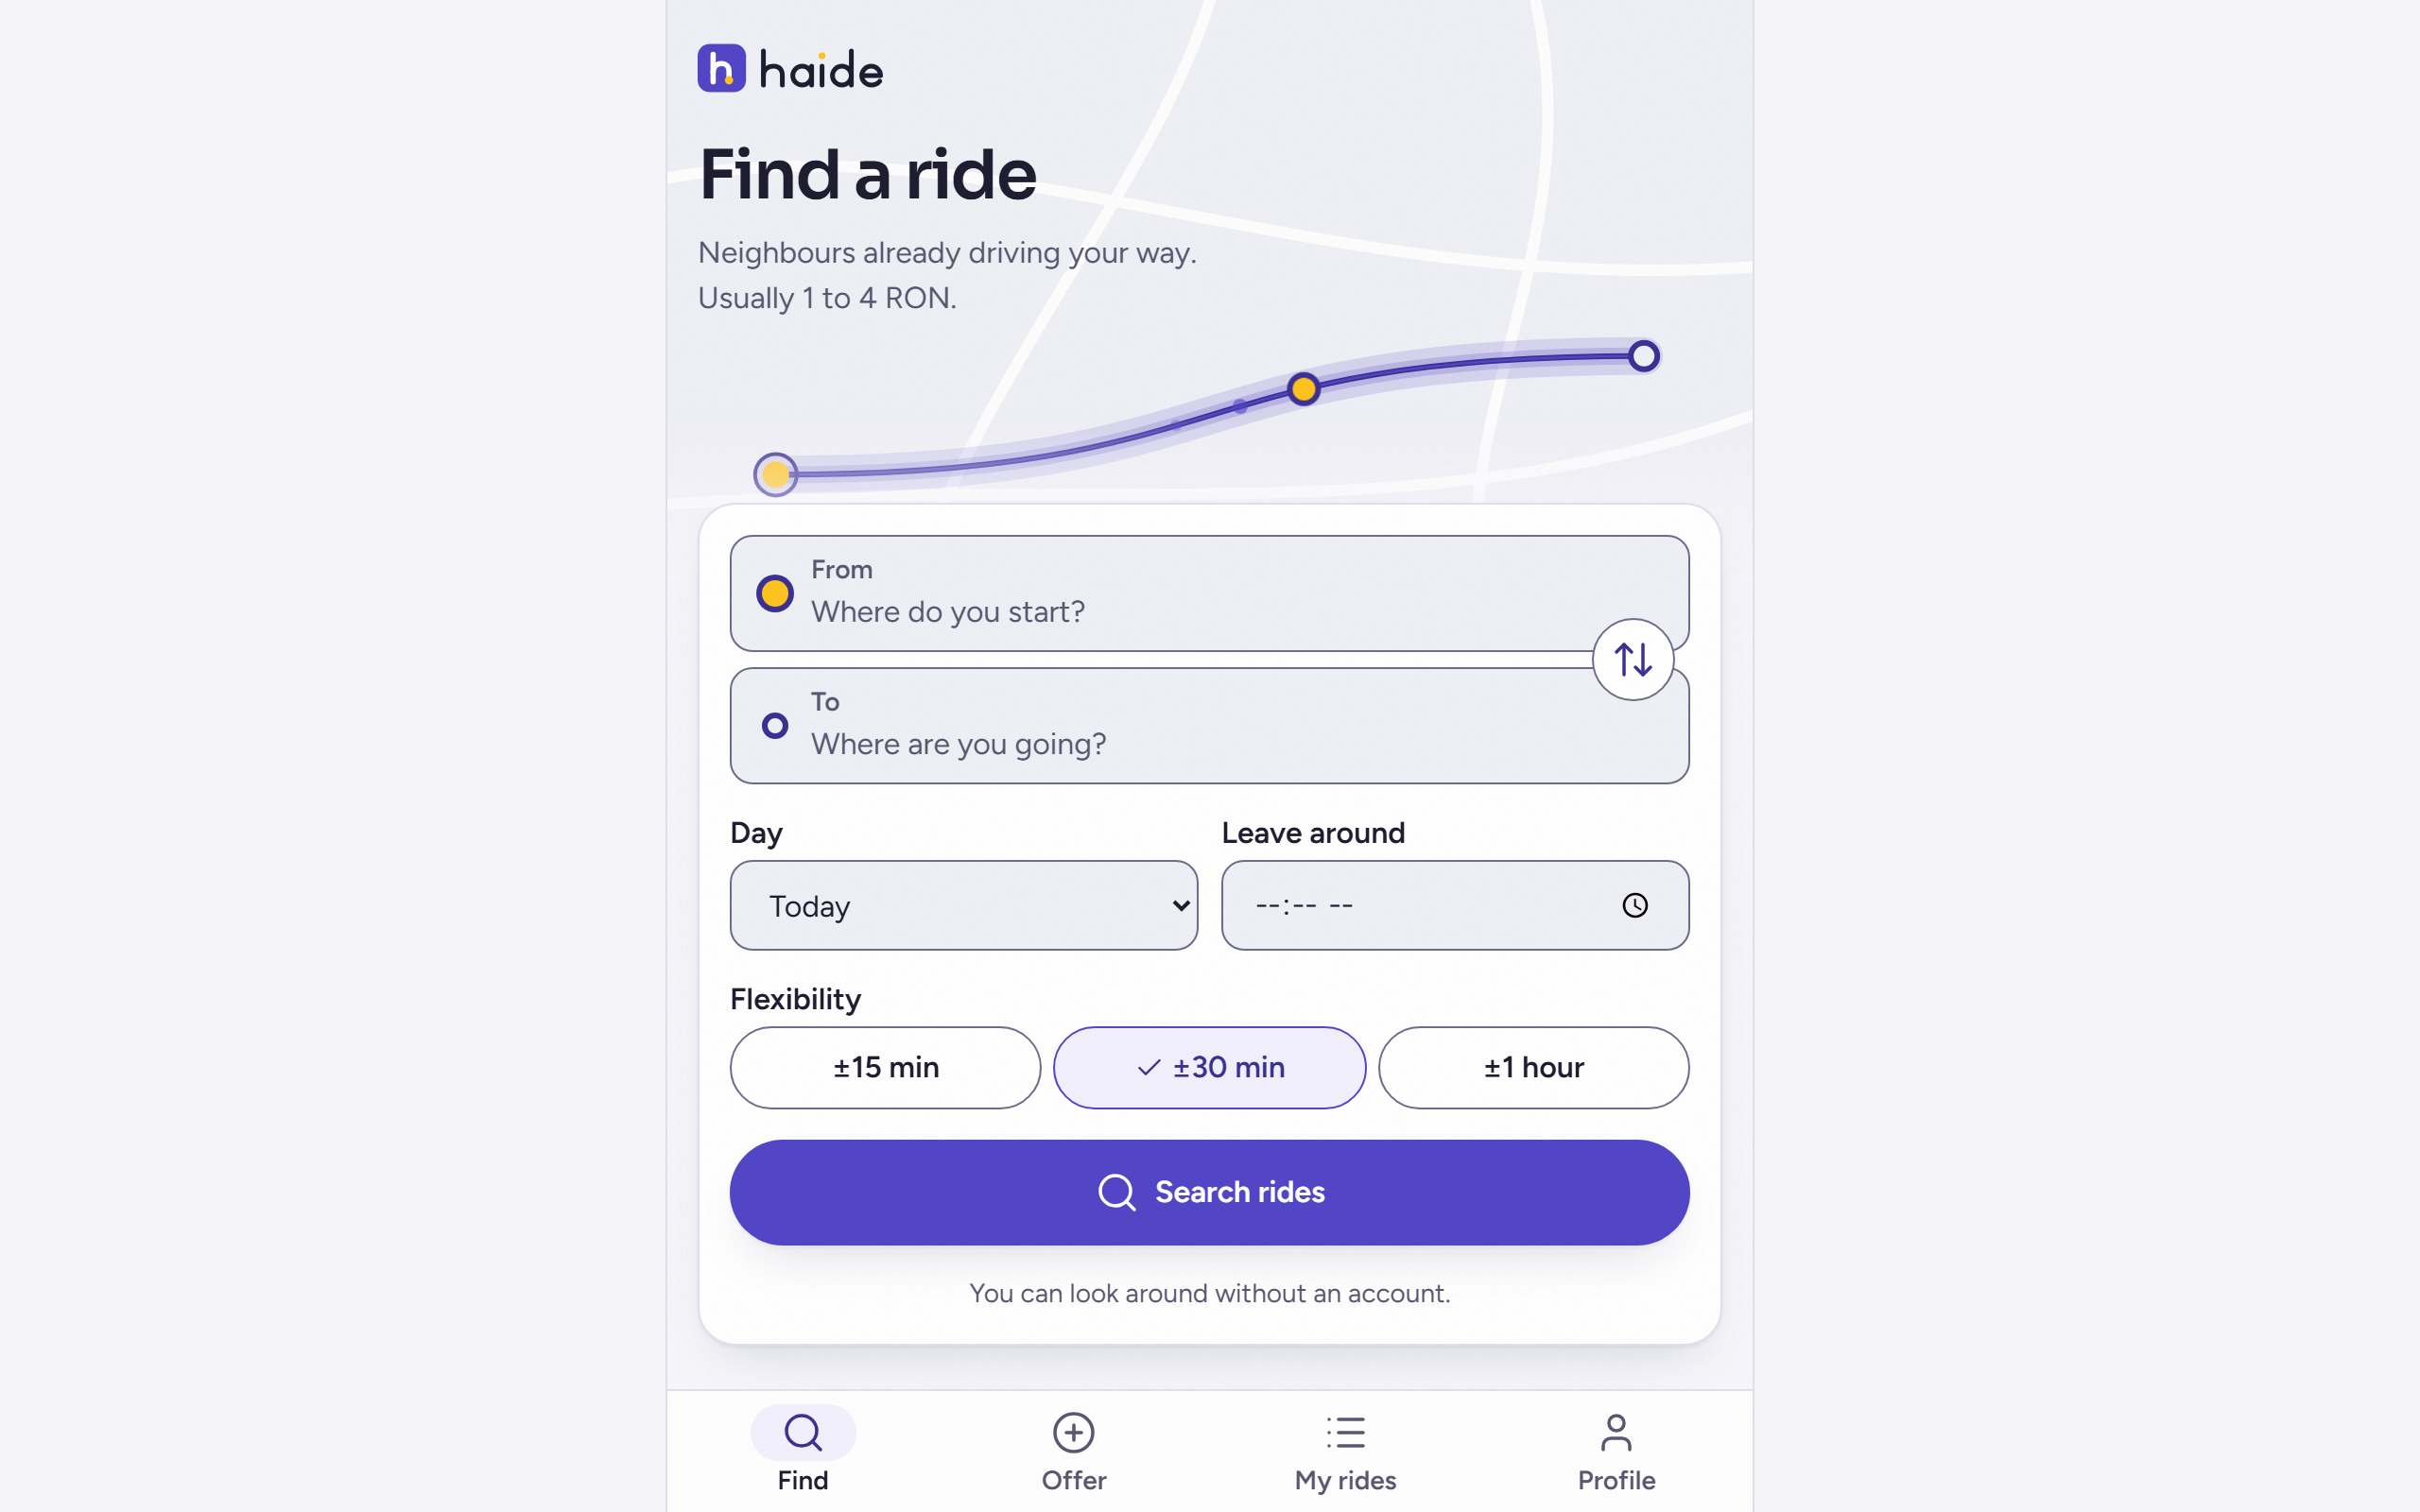 haide
Find a ride
Neighbours already driving your way.
Usually 1 to 4 RON.
From
Where do you start?
To
Where are you going?
Day
Leave around
Today
--:-- --
Flexibility
±15 min
±30 min
±1 hour
Search rides
You can look around without an account.
Find
Offer
My rides
Profile